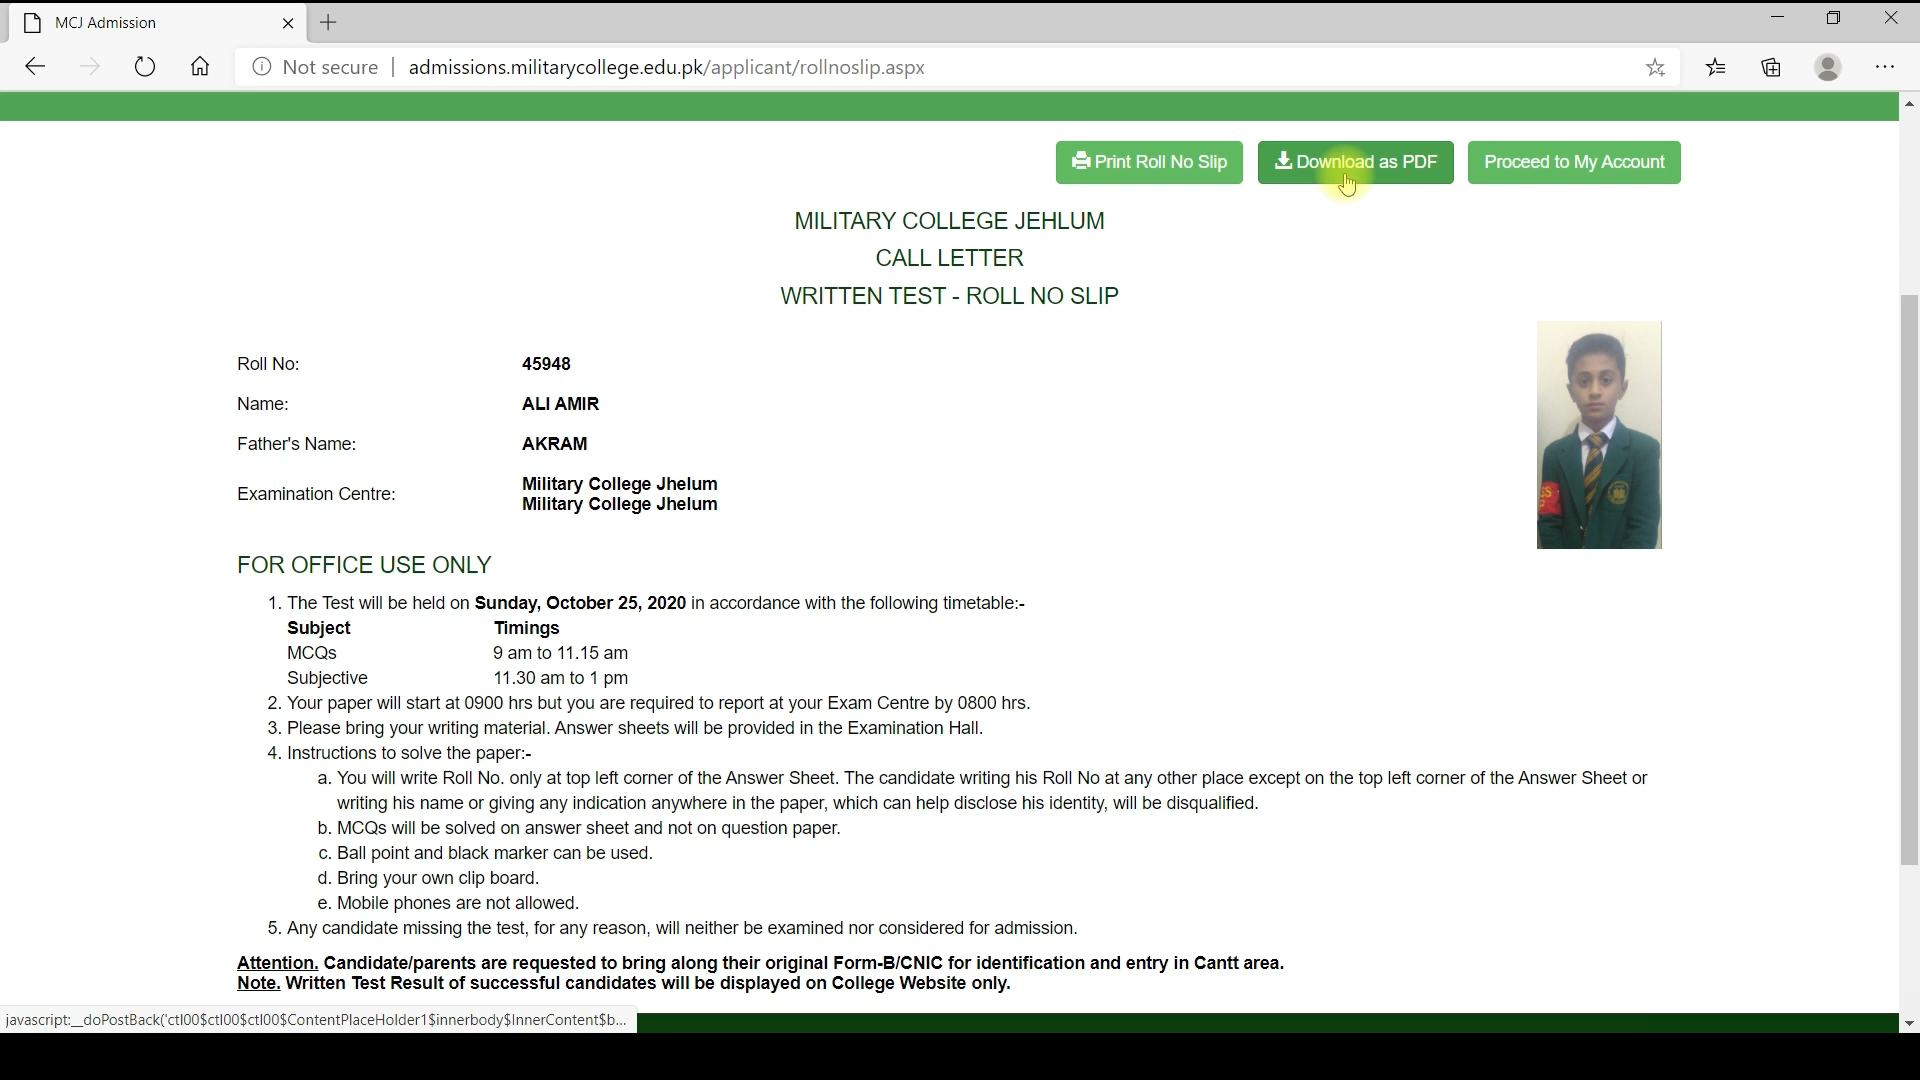 MCJ Admission
Not secure | admissions.militarycollege.edu.pk/applicant/rollnoslip.aspx
Print Roll No Slip Download as PDF Proceed to My Account
MILITARY COLLEGE JEHLUM
CALL LETTER
WRITTEN TEST - ROLL NO SLIP
Roll No: 45948
Name: ALI AMIR
Father's Name: AKRAM
Examination Centre: Military College Jhelum
Military College Jhelum
FOR OFFICE USE ONLY
1. The Test will be held on Sunday, October 25, 2020 in accordance with the following timetable:-
Subject Timings
MCQs 9 am to 11.15 am
Subjective 11.30 am to 1 pm
2. Your paper will start at 0900 hrs but you are required to report at your Exam Centre by 0800 hrs.
3. Please bring your writing material. Answer sheets will be provided in the Examination Hall.
4. Instructions to solve the paper:-
a. You will write Roll No. only at top left corner of the Answer Sheet. The candidate writing his Roll No at any other place except on the top left corner of the Answer Sheet or
writing his name or giving any indication anywhere in the paper, which can help disclose his identity, will be disqualified.
b. MCQs will be solved on answer sheet and not on question paper.
c. Ball point and black marker can be used.
d. Bring your own clip board.
e. Mobile phones are not allowed.
5. Any candidate missing the test, for any reason, will neither be examined nor considered for admission.
Attention. Candidate/parents are requested to bring along their original Form-B/CNIC for identification and entry in Cantt area.
Note. Written Test Result of successful candidates will be displayed on College Website only.
javascript:__doPostBack('ctl00$ctl00$ctl00$ContentPlaceHolder1$innerbody$InnerContent$b...